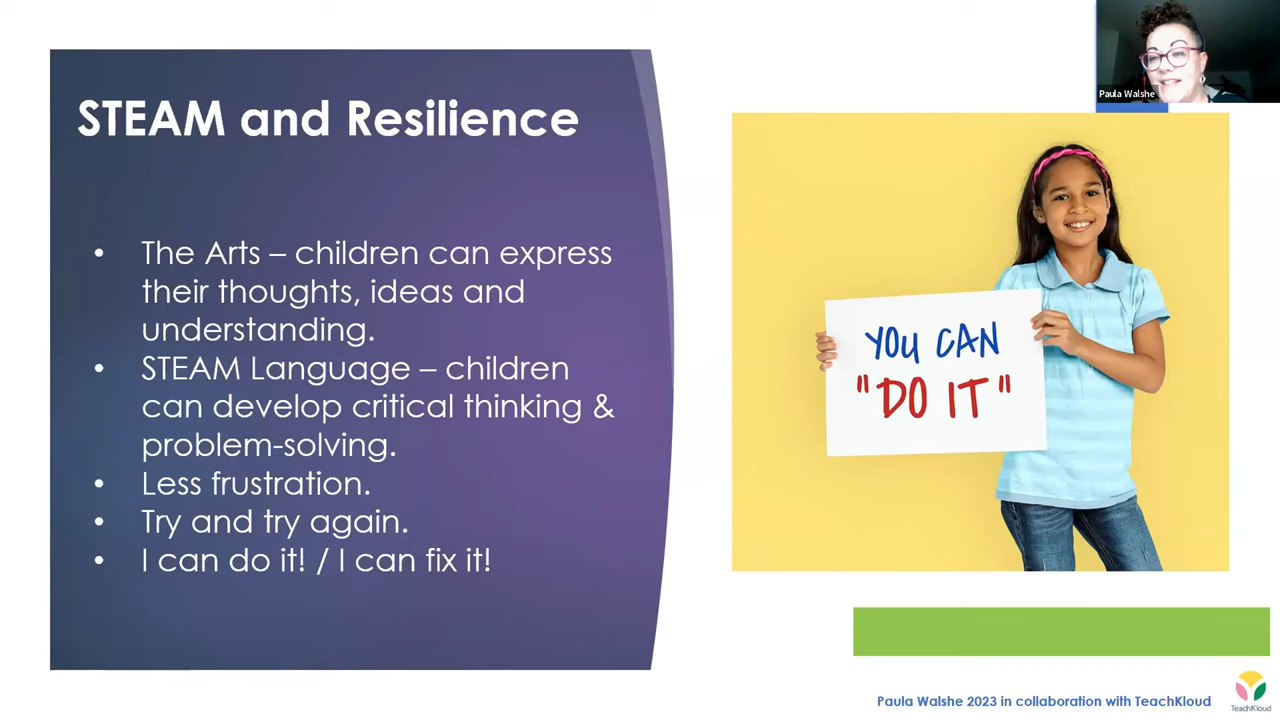 Paula Walshe
STEAM and Resilience
• The Arts – children can express
their thoughts, ideas and
understanding.
• STEAM Language – children
can develop critical thinking &
problem-solving.
• Less frustration.
• Try and try again.
• I can do it! / I can fix it!
YOU CAN
"DO IT"
Paula Walshe 2023 in collaboration with TeachKloud
TeachKloud